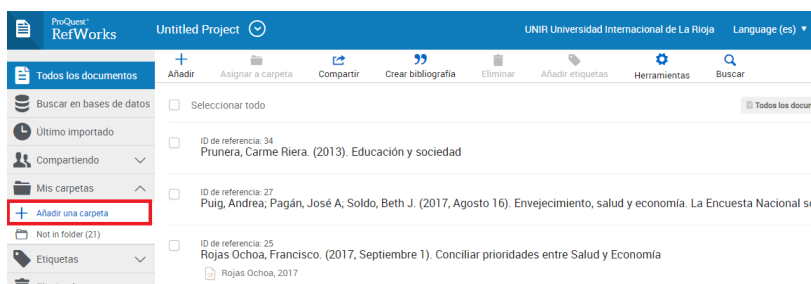 ProQuest®
RefWorks
Untitled Project
UNIR Universidad Internacional de La Rioja
Language (es)
Todos los documentos
Buscar en bases de datos
Último importado
Compartiendo
Mis carpetas
Añadir una carpeta
Not in folder (21)
Etiquetas
Añadir
Asignar a carpeta
Compartir
Crear bibliografía
Eliminar
Añadir etiquetas
Herramientas
Buscar
Seleccionar todo
Todos los docum
ID de referencia: 34
Prunera, Carme Riera. (2013). Educación y sociedad
ID de referencia: 27
Puig, Andrea; Pagán, José A; Soldo, Beth J. (2017, Agosto 16). Envejecimiento, salud y economía. La Encuesta Nacional so
ID de referencia: 25
Rojas Ochoa, Francisco. (2017, Septiembre 1). Conciliar prioridades entre Salud y Economía
Rojas Ochoa, 2017